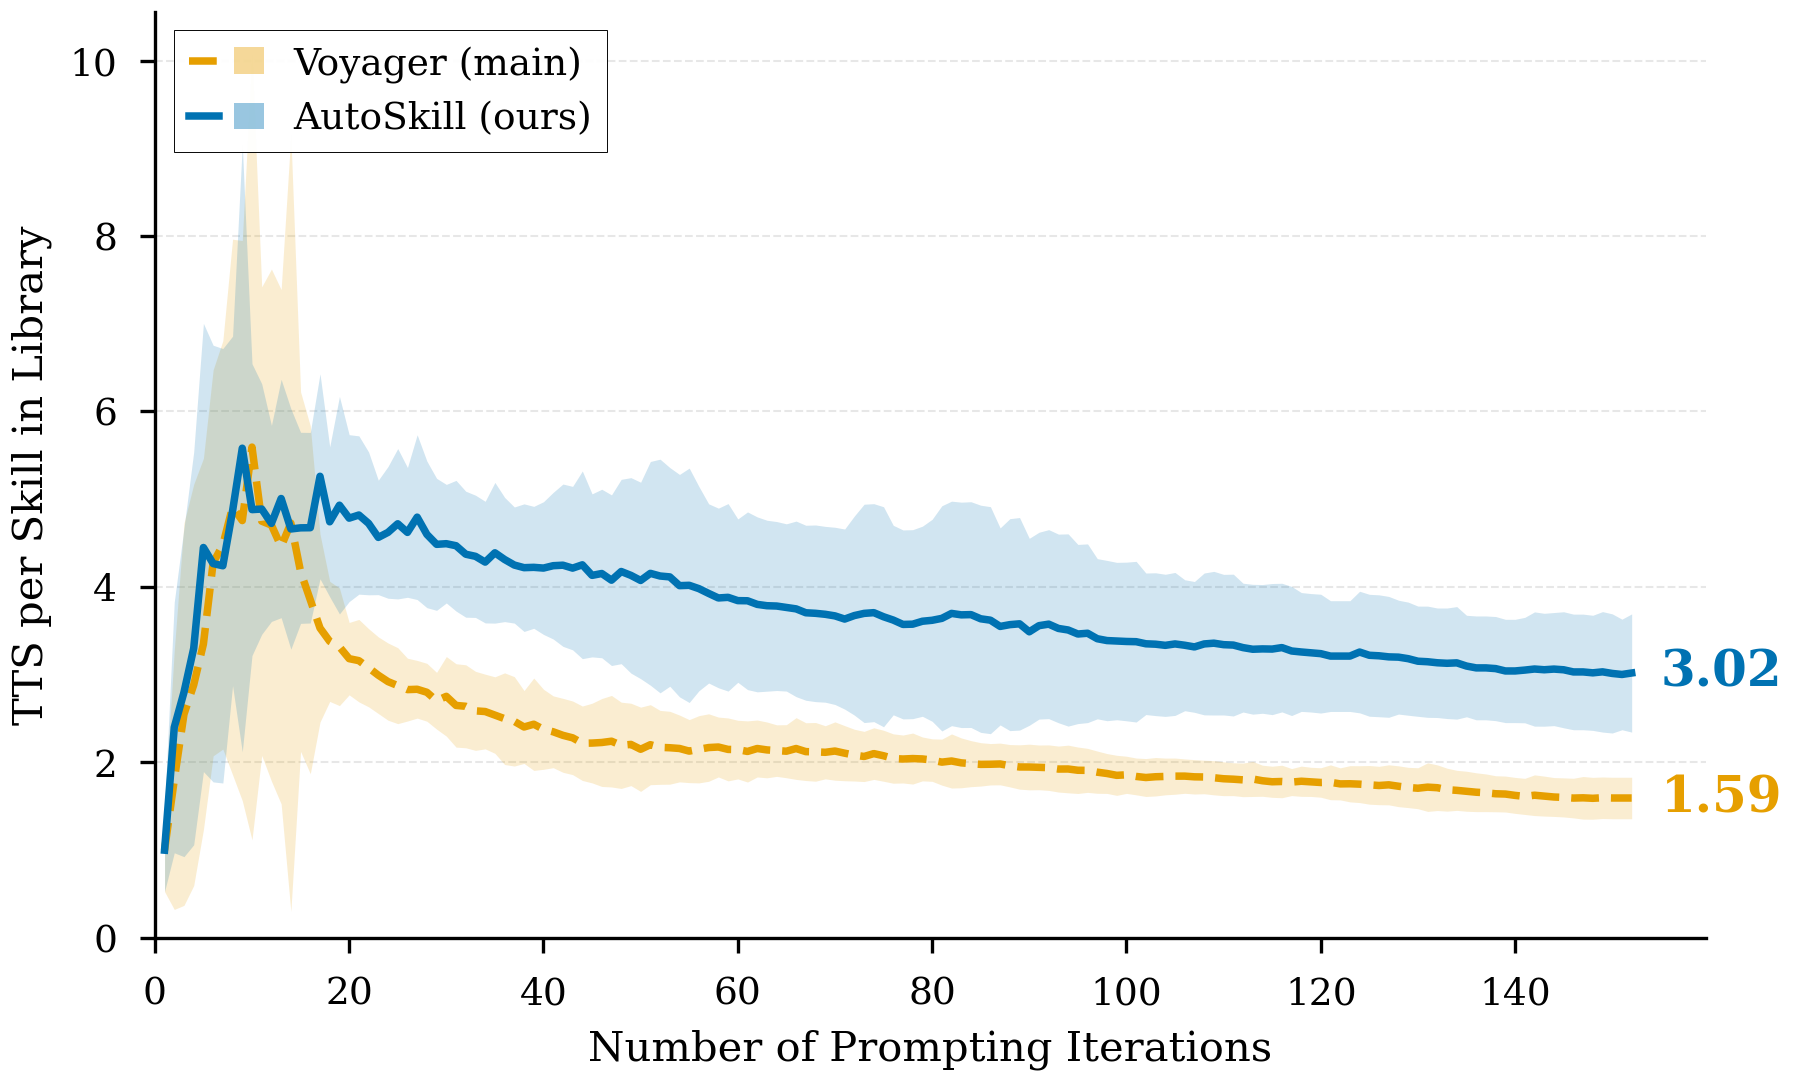 Voyager (main)
AutoSkill (ours)
TTS per Skill in Library
10
8
6
4
2
0
3.02
1.59
0 20 40 60 80 100 120 140
Number of Prompting Iterations